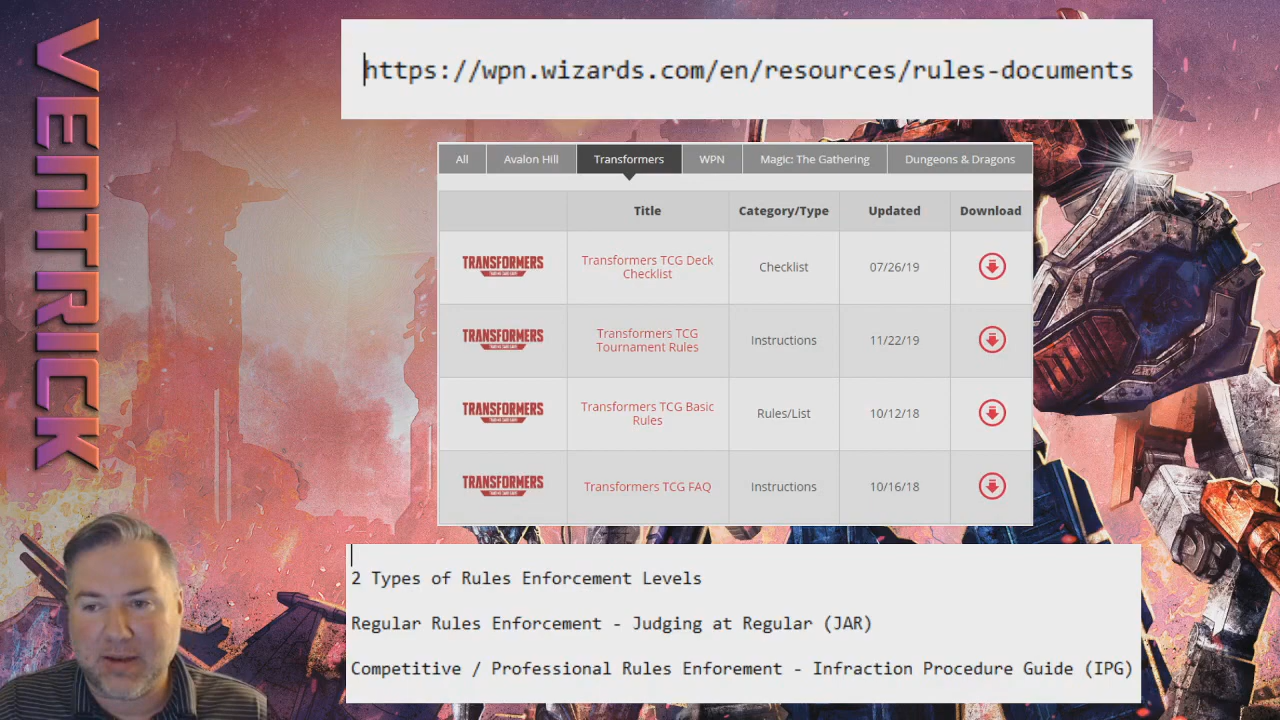 VENTRICK
https://wpn.wizards.com/en/resources/rules-documents
All Avalon Hill Transformers WPN Magic: The Gathering Dungeons & Dragons
Title Category/Type Updated Download
TRANSFORMERS Transformers TCG Deck
Checklist Checklist 07/26/19
TRANSFORMERS Transformers TCG
Tournament Rules Instructions 11/22/19
TRANSFORMERS Transformers TCG Basic
Rules Rules/List 10/12/18
TRANSFORMERS Transformers TCG FAQ Instructions 10/16/18
2 Types of Rules Enforcement Levels
Regular Rules Enforcement - Judging at Regular (JAR)
Competitive / Professional Rules Enforement - Infraction Procedure Guide (IPG)